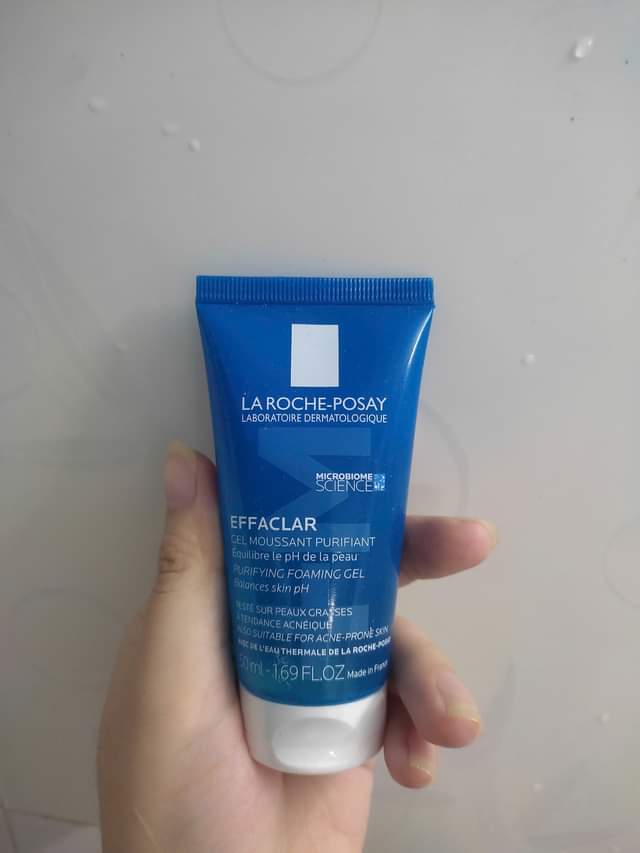 LA ROCHE-POSAY
LABORATOIRE DERMATOLOGIQUE
MICROBIOME
SCIENCE
EFFACLAR
GEL MOUSSANT PURIFIANT
Équilibre le pH de la peau
PURIFYING FOAMING GEL
Balances skin pH
TESTÉ SUR PEAUX GRASSES
À TENDANCE ACNÉIQUE
ALSO SUITABLE FOR ACNE-PRONE SKIN
AVEC DE L'EAU THERMALE DE LA ROCHE-POSAY
50 ml - 1.69 FL.OZ Made in France